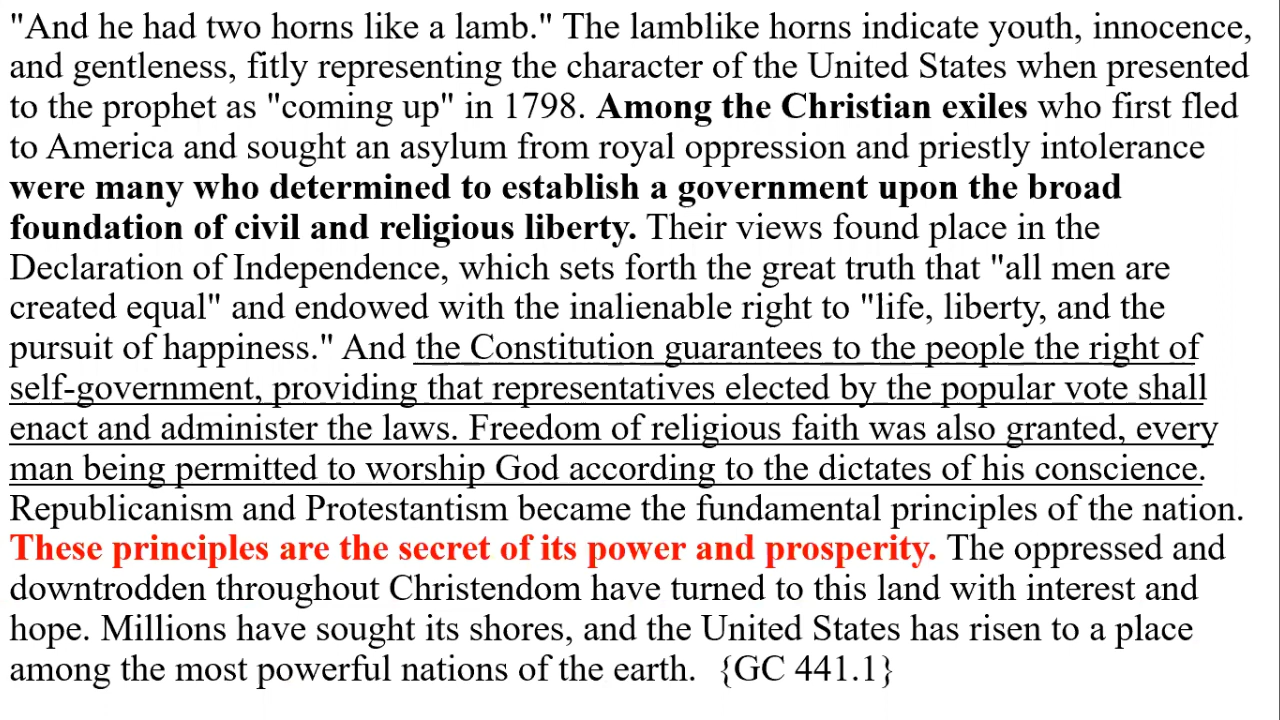 "And he had two horns like a lamb." The lamblike horns indicate youth, innocence,
and gentleness, fitly representing the character of the United States when presented
to the prophet as "coming up" in 1798. Among the Christian exiles who first fled
to America and sought an asylum from royal oppression and priestly intolerance
were many who determined to establish a government upon the broad
foundation of civil and religious liberty. Their views found place in the
Declaration of Independence, which sets forth the great truth that "all men are
created equal" and endowed with the inalienable right to "life, liberty, and the
pursuit of happiness." And the Constitution guarantees to the people the right of
self-government, providing that representatives elected by the popular vote shall
enact and administer the laws. Freedom of religious faith was also granted, every
man being permitted to worship God according to the dictates of his conscience.
Republicanism and Protestantism became the fundamental principles of the nation.
These principles are the secret of its power and prosperity. The oppressed and
downtrodden throughout Christendom have turned to this land with interest and
hope. Millions have sought its shores, and the United States has risen to a place
among the most powerful nations of the earth. {GC 441.1}